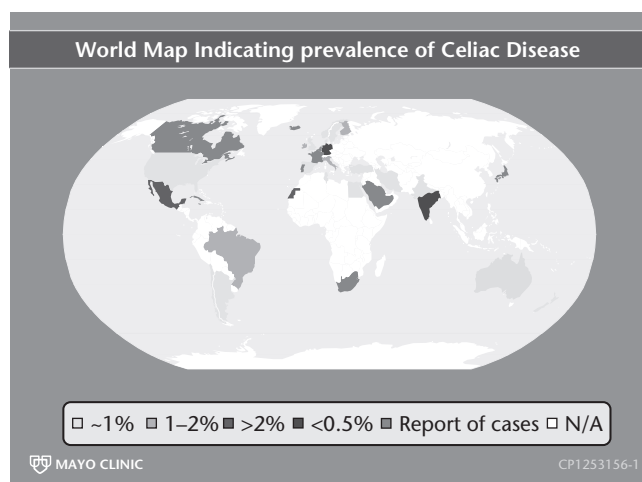 World Map Indicating prevalence of Celiac Disease
~1% 1–2% >2% <0.5% Report of cases N/A
MAYO CLINIC
CP1253156-1